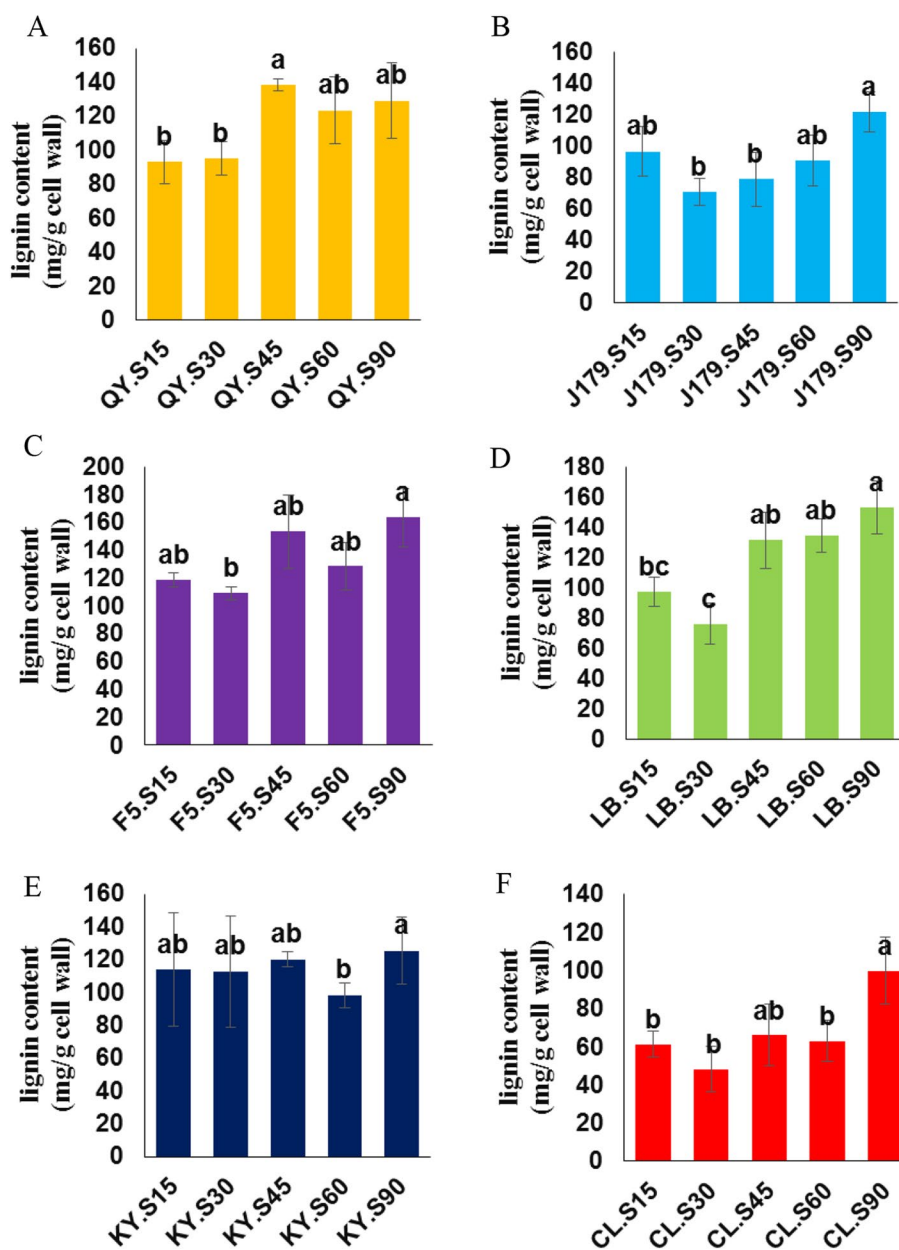 A
lignin content
(mg/g cell wall)
160
140
120
100
80
60
40
20
0
b
b
a
ab
ab
QY.S15
QY.S30
QY.S45
QY.S60
QY.S90
B
lignin content
(mg/g cell wall)
160
140
120
100
80
60
40
20
0
ab
b
b
ab
a
J179.S15
J179.S30
J179.S45
J179.S60
J179.S90
C
lignin content
(mg/g cell wall)
200
180
160
140
120
100
80
60
40
20
0
ab
b
ab
ab
a
F5.S15
F5.S30
F5.S45
F5.S60
F5.S90
D
lignin content
(mg/g cell wall)
180
160
140
120
100
80
60
40
20
0
bc
c
ab
ab
a
LB.S15
LB.S30
LB.S45
LB.S60
LB.S90
E
lignin content
(mg/g cell wall)
160
140
120
100
80
60
40
20
0
ab
ab
ab
b
a
KY.S15
KY.S30
KY.S45
KY.S60
KY.S90
F
lignin content
(mg/g cell wall)
140
120
100
80
60
40
20
0
b
b
ab
b
a
CL.S15
CL.S30
CL.S45
CL.S60
CL.S90